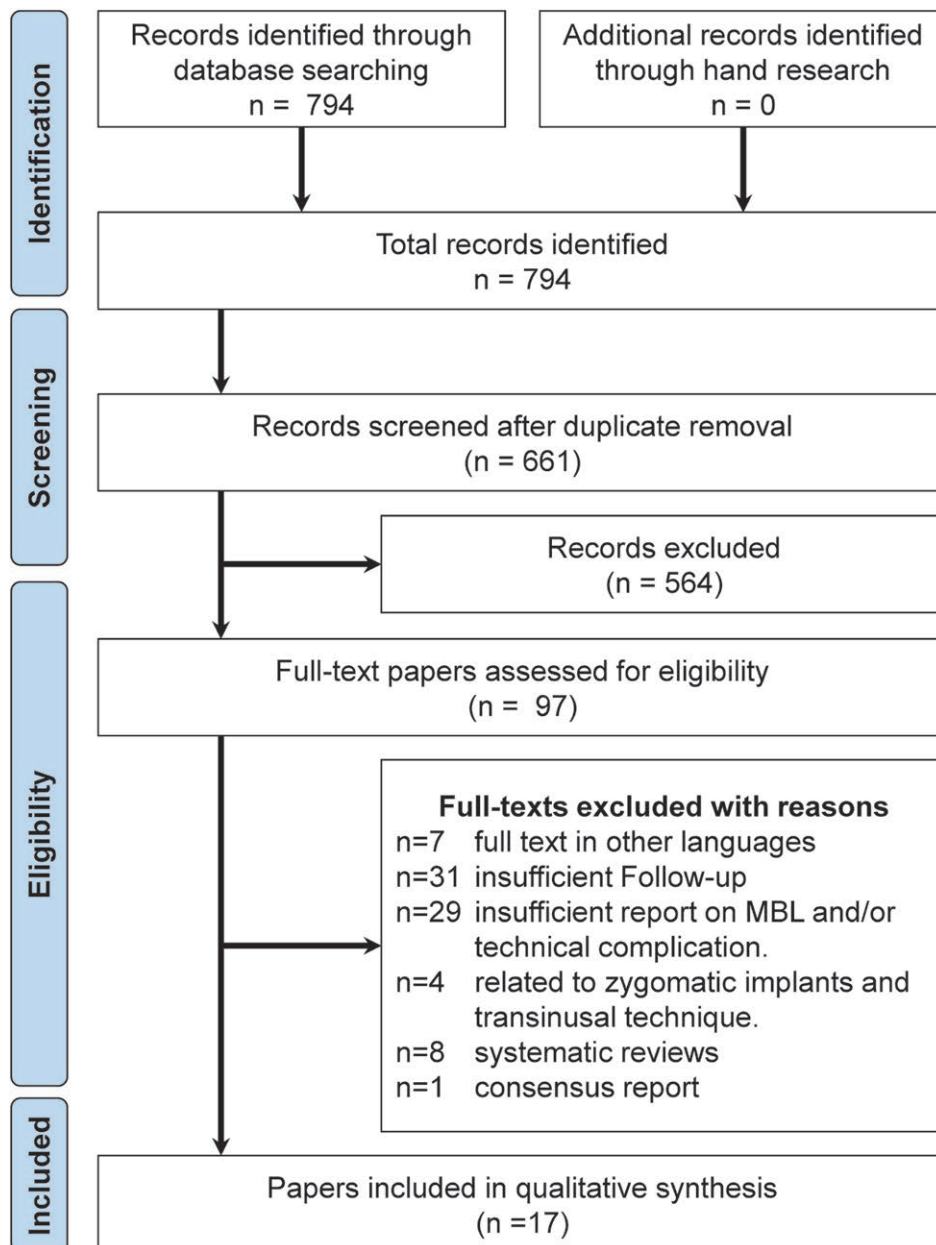 Identification
Records identified through
database searching
n = 794
Additional records identified
through hand research
n = 0
Total records identified
n = 794
Screening
Records screened after duplicate removal
(n = 661)
Records excluded
(n = 564)
Eligibility
Full-text papers assessed for eligibility
(n = 97)
Full-texts excluded with reasons
n=7 full text in other languages
n=31 insufficient Follow-up
n=29 insufficient report on MBL and/or
technical complication.
n=4 related to zygomatic implants and
transinusal technique.
n=8 systematic reviews
n=1 consensus report
Included
Papers included in qualitative synthesis
(n =17)